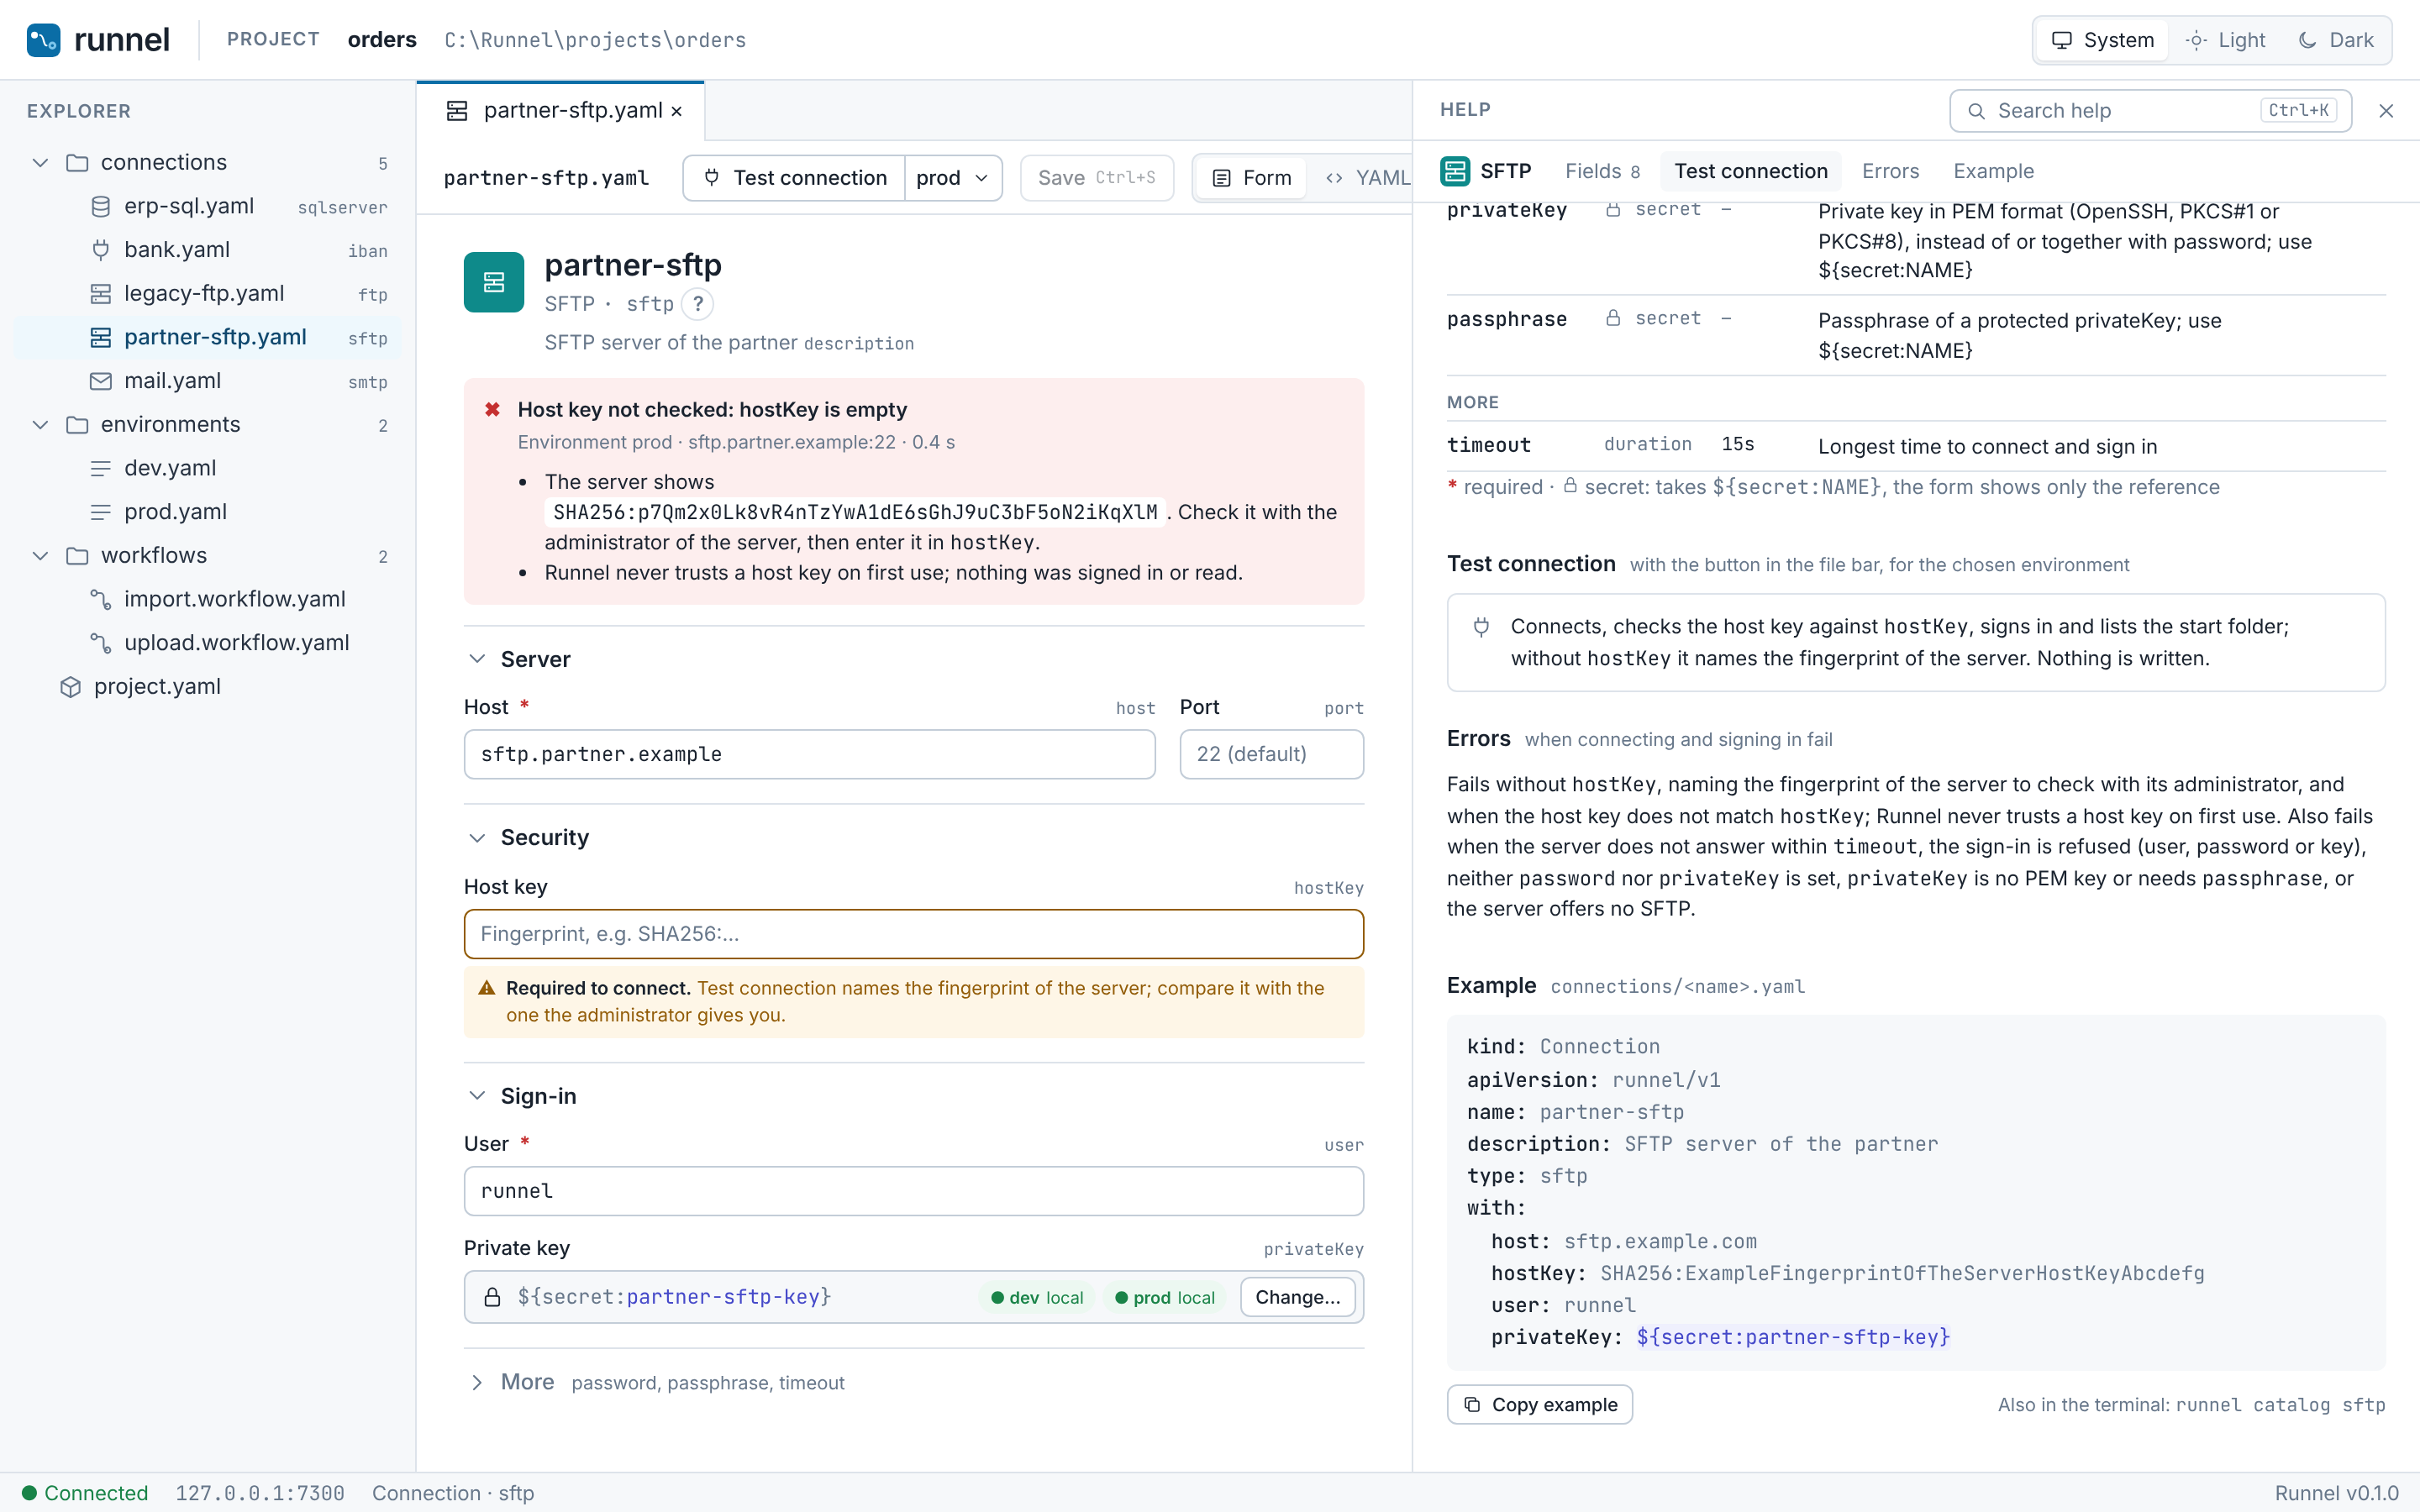 runnel PROJECT orders C:\Runnel\projects\orders System Light Dark
EXPLORER
connections 5
erp-sql.yaml sqlserver
bank.yaml iban
legacy-ftp.yaml ftp
partner-sftp.yaml sftp
mail.yaml smtp
environments 2
dev.yaml
prod.yaml
workflows 2
import.workflow.yaml
upload.workflow.yaml
project.yaml
partner-sftp.yaml ×
partner-sftp.yaml Test connection prod Save Ctrl+S Form <> YAML
partner-sftp
SFTP · sftp ?
SFTP server of the partner description
Host key not checked: hostKey is empty
Environment prod · sftp.partner.example:22 · 0.4 s
• The server shows
SHA256:p7Qm2x0Lk8vR4nTzYwA1dE6sGhJ9uC3bF5oN2iKqXlM. Check it with the
administrator of the server, then enter it in hostKey.
• Runnel never trusts a host key on first use; nothing was signed in or read.
Server
Host * host Port port
sftp.partner.example 22 (default)
Security
Host key hostKey
Fingerprint, e.g. SHA256:...
Required to connect. Test connection names the fingerprint of the server; compare it with the
one the administrator gives you.
Sign-in
User * user
runnel
Private key privateKey
${secret:partner-sftp-key} dev local prod local Change...
More password, passphrase, timeout
HELP Search help Ctrl+K
SFTP Fields 8 Test connection Errors Example
privateKey secret – Private key in PEM format (OpenSSH, PKCS#1 or
PKCS#8), instead of or together with password; use
${secret:NAME}
passphrase secret – Passphrase of a protected privateKey; use
${secret:NAME}
MORE
timeout duration 15s Longest time to connect and sign in
* required · secret: takes ${secret:NAME}, the form shows only the reference
Test connection with the button in the file bar, for the chosen environment
Connects, checks the host key against hostKey, signs in and lists the start folder;
without hostKey it names the fingerprint of the server. Nothing is written.
Errors when connecting and signing in fail
Fails without hostKey, naming the fingerprint of the server to check with its administrator, and
when the host key does not match hostKey; Runnel never trusts a host key on first use. Also fails
when the server does not answer within timeout, the sign-in is refused (user, password or key),
neither password nor privateKey is set, privateKey is no PEM key or needs passphrase, or
the server offers no SFTP.
Example connections/<name>.yaml
kind: Connection
apiVersion: runnel/v1
name: partner-sftp
description: SFTP server of the partner
type: sftp
with:
host: sftp.example.com
hostKey: SHA256:ExampleFingerprintOfTheServerHostKeyAbcdefg
user: runnel
privateKey: ${secret:partner-sftp-key}
Copy example Also in the terminal: runnel catalog sftp
Connected 127.0.0.1:7300 Connection · sftp Runnel v0.1.0